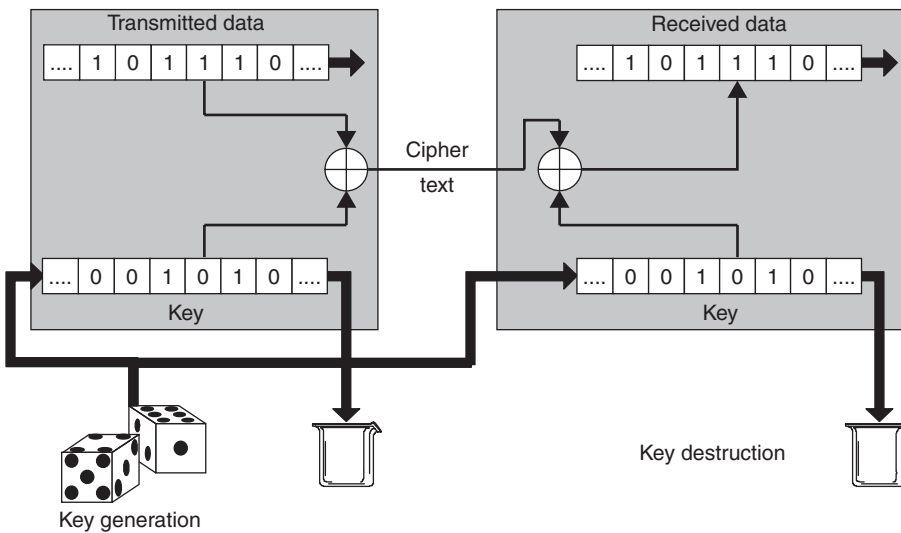 Transmitted data
.... 1 0 1 1 1 0 ....
Key
.... 0 0 1 0 1 0 ....
Cipher
text
Received data
.... 1 0 1 1 1 0 ....
.... 0 0 1 0 1 0 ....
Key
Key generation
Key destruction